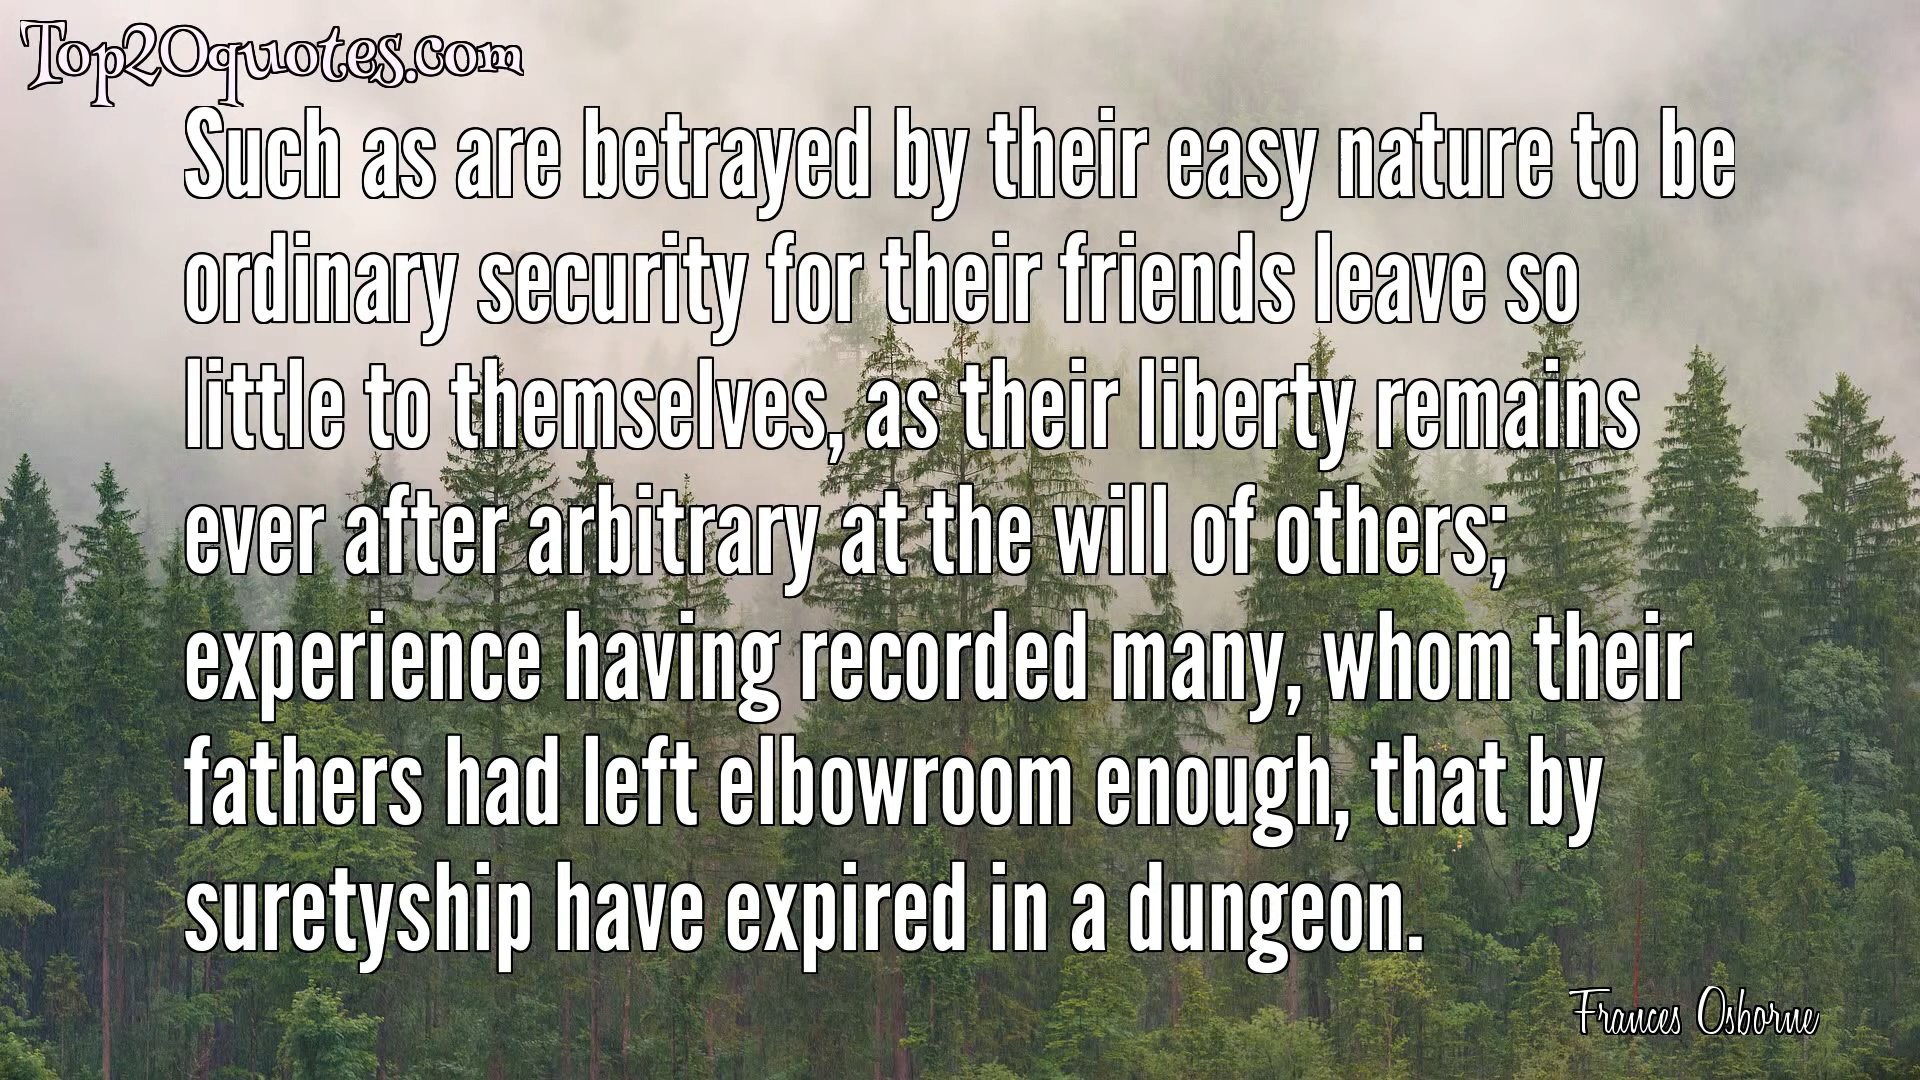 Top20quotes.com
Such as are betrayed by their easy nature to be
ordinary security for their friends leave so
little to themselves, as their liberty remains
ever after arbitrary at the will of others;
experience having recorded many, whom their
fathers had left elbowroom enough, that by
suretyship have expired in a dungeon.
Frances Osborne